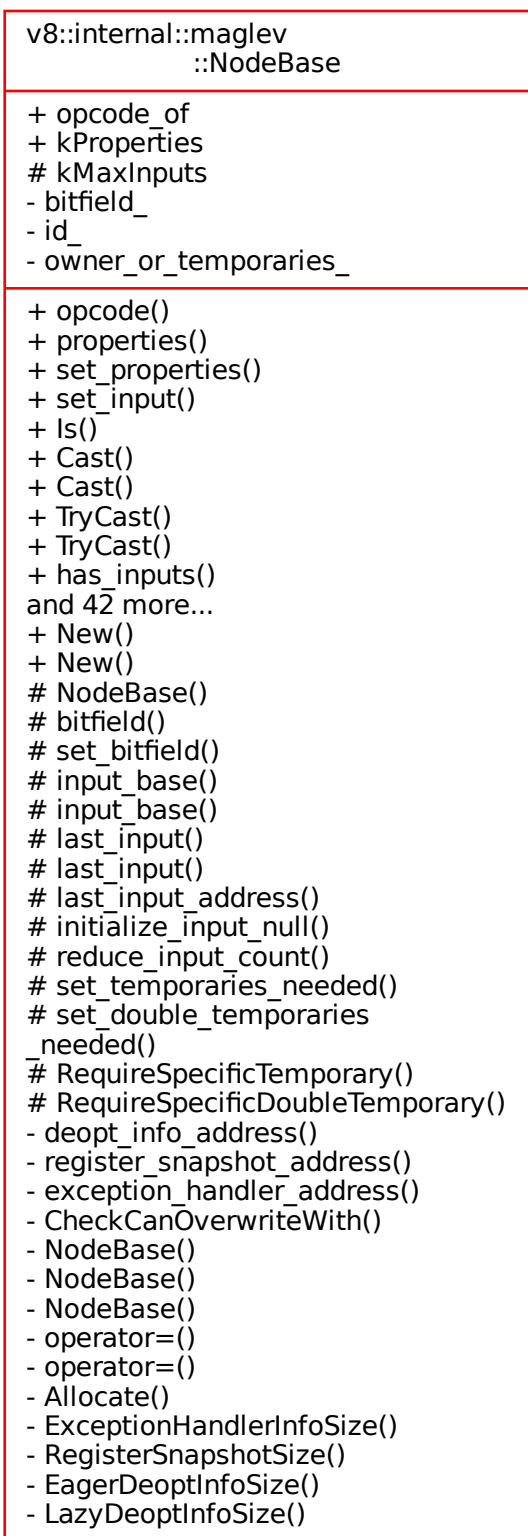 v8::internal::maglev
::NodeBase
+ opcode_of
+ kProperties
# kMaxInputs
- bitfield_
- id_
- owner_or_temporaries_
+ opcode()
+ properties()
+ set_properties()
+ set_input()
+ Is()
+ Cast()
+ Cast()
+ TryCast()
+ TryCast()
+ has_inputs()
and 42 more...
+ New()
+ New()
# NodeBase()
# bitfield()
# set_bitfield()
# input_base()
# input_base()
# last_input()
# last_input()
# last_input_address()
# initialize_input_null()
# reduce_input_count()
# set_temporaries_needed()
# set_double_temporaries
_needed()
# RequireSpecificTemporary()
# RequireSpecificDoubleTemporary()
- deopt_info_address()
- register_snapshot_address()
- exception_handler_address()
- CheckCanOverwriteWith()
- NodeBase()
- NodeBase()
- NodeBase()
- operator=()
- operator=()
- Allocate()
- ExceptionHandlerInfoSize()
- RegisterSnapshotSize()
- EagerDeoptInfoSize()
- LazyDeoptInfoSize()